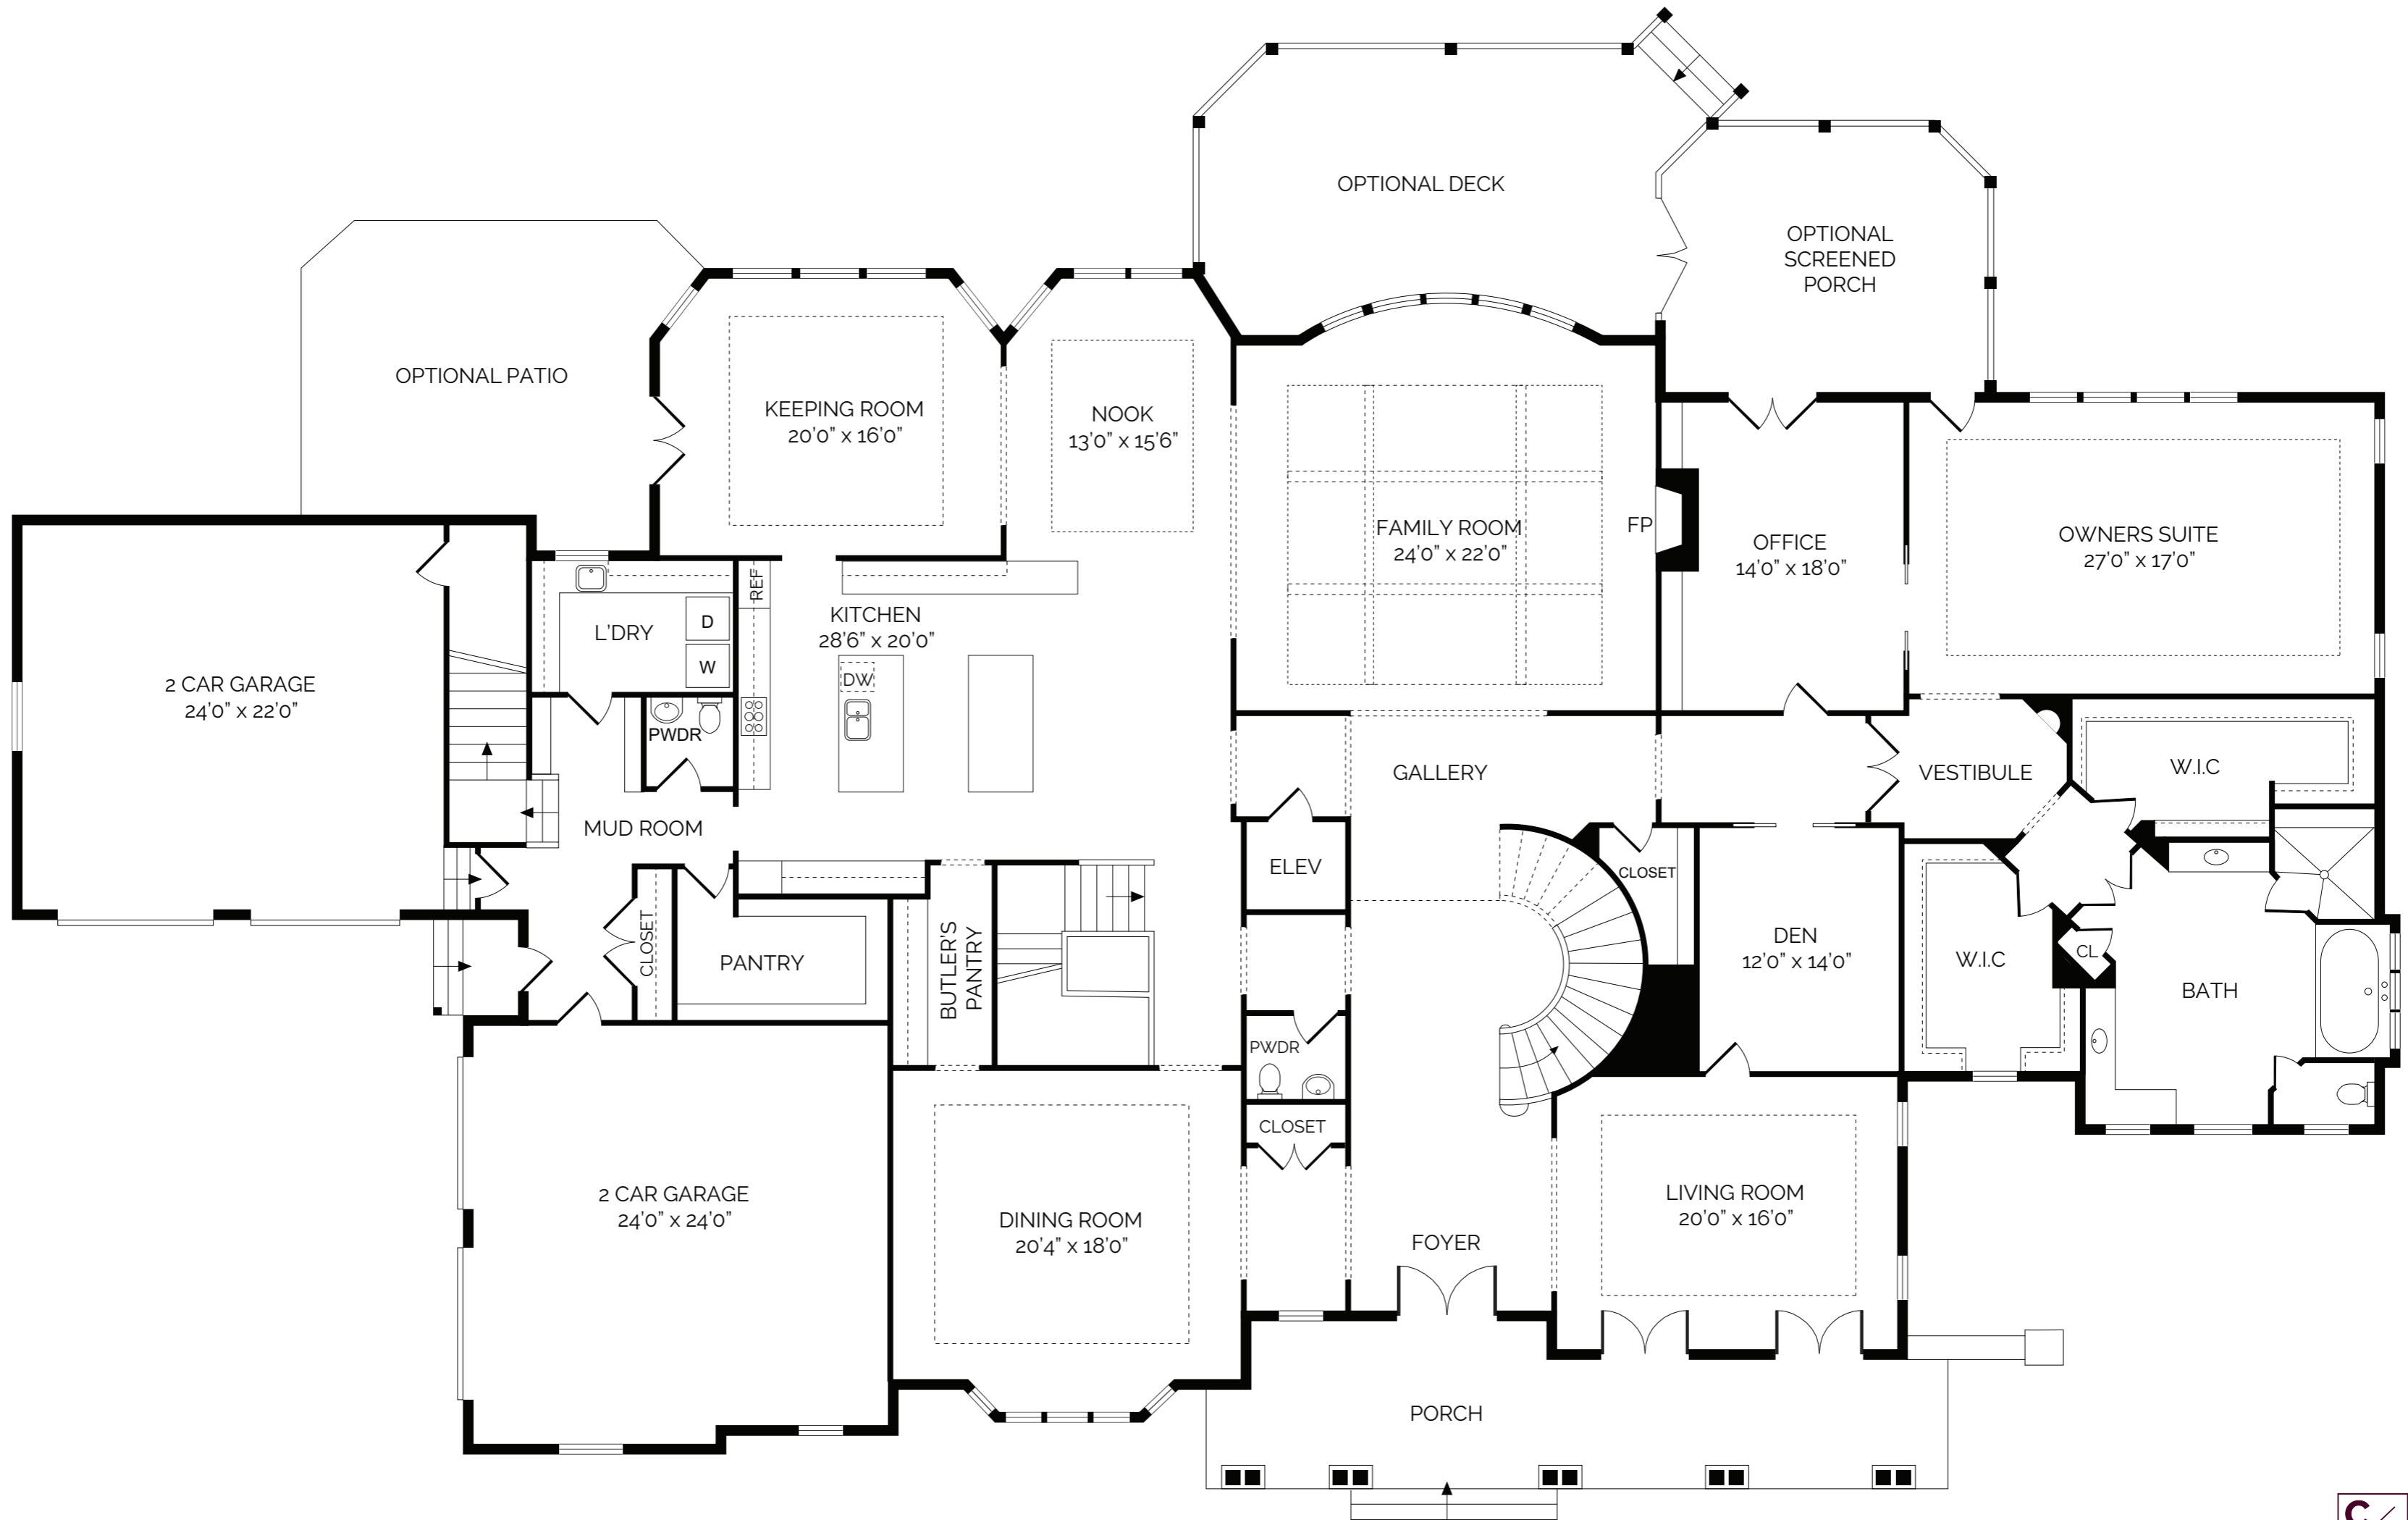 OPTIONAL DECK
OPTIONAL
SCREENED
PORCH
OPTIONAL PATIO
KEEPING ROOM
20'0" x 16'0"
NOOK
13'0" x 15'6"
FAMILY ROOM
24'0" x 22'0"
FP
OFFICE
14'0" x 18'0"
OWNERS SUITE
27'0" x 17'0"
2 CAR GARAGE
24'0" x 22'0"
L'DRY
D
W
REF
KITCHEN
28'6" x 20'0"
DW
PWDR
GALLERY
VESTIBULE
W.I.C
MUD ROOM
ELEV
CLOSET
CLOSET
PANTRY
BUTLER'S
PANTRY
DEN
12'0" x 14'0"
W.I.C
CL
BATH
PWDR
CLOSET
2 CAR GARAGE
24'0" x 24'0"
DINING ROOM
20'4" x 18'0"
FOYER
LIVING ROOM
20'0" x 16'0"
PORCH
C